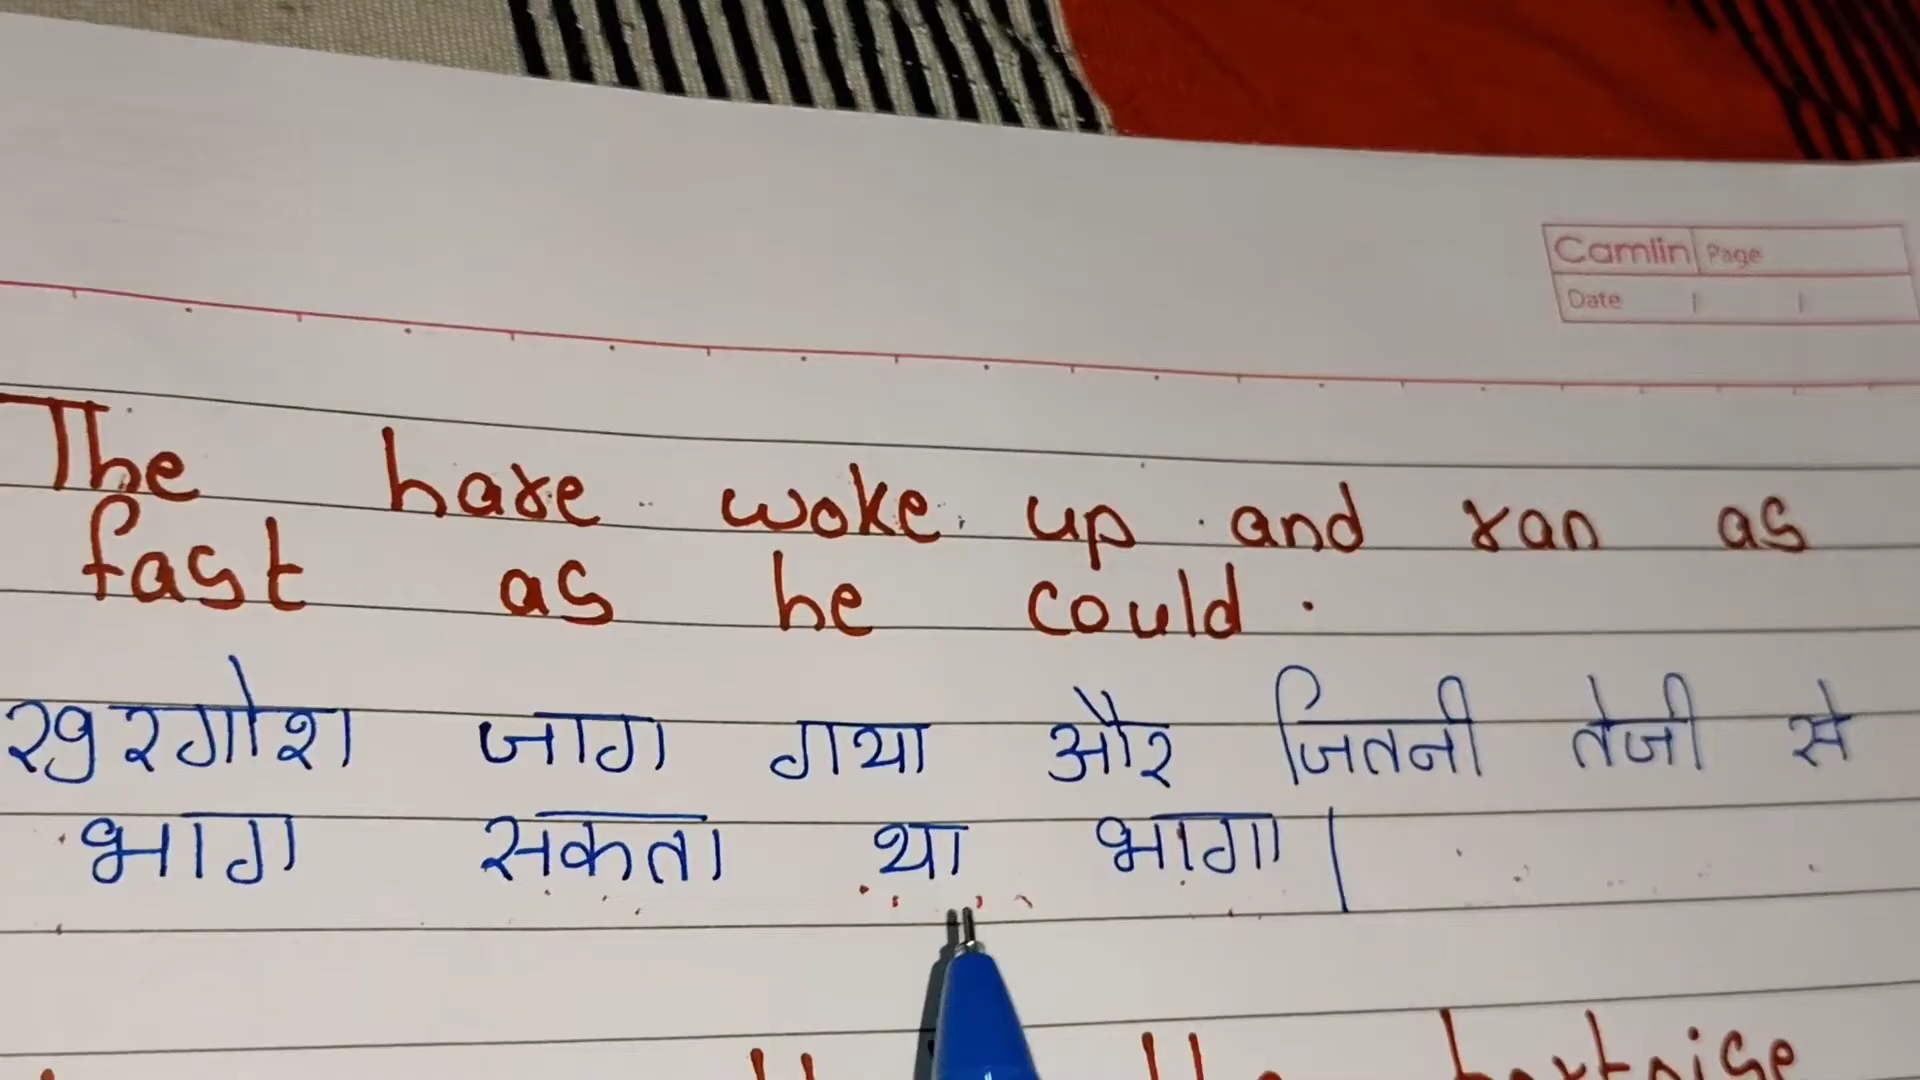 Camlin Page
Date
The hare woke up and ran as
fast as he could.
खरगोश जाग गया और जितनी तेजी से
भाग सकता था भागा|